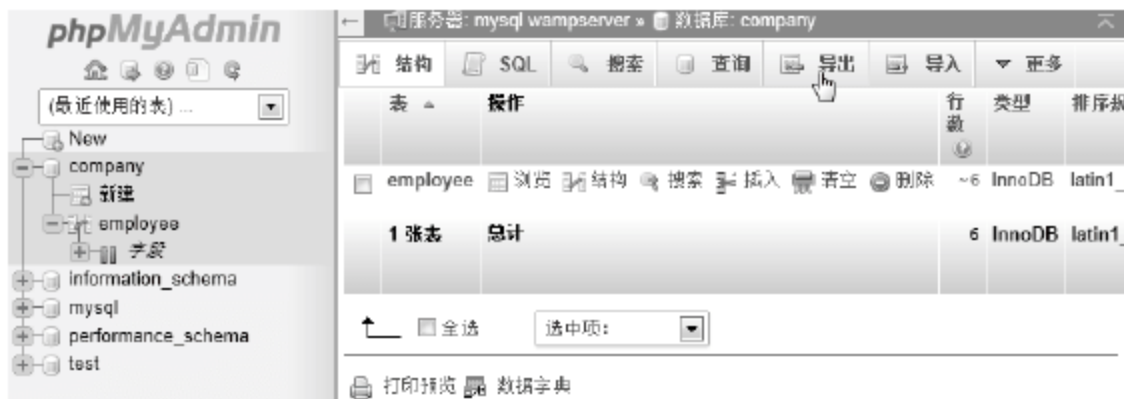 phpMyAdmin
(最近使用的表) ...
New
company
新建
employee
字段
information_schema
mysql
performance_schema
test
服务器: mysql wampserver » 数据库: company
结构 SQL 搜索 查询 导出 导入 更多
表 操作 行数 类型 排序规
employee 浏览 结构 搜索 插入 清空 删除 ~6 InnoDB latin1_
1 张表 总计 6 InnoDB latin1_
全选 选中项:
打印预览 数据字典